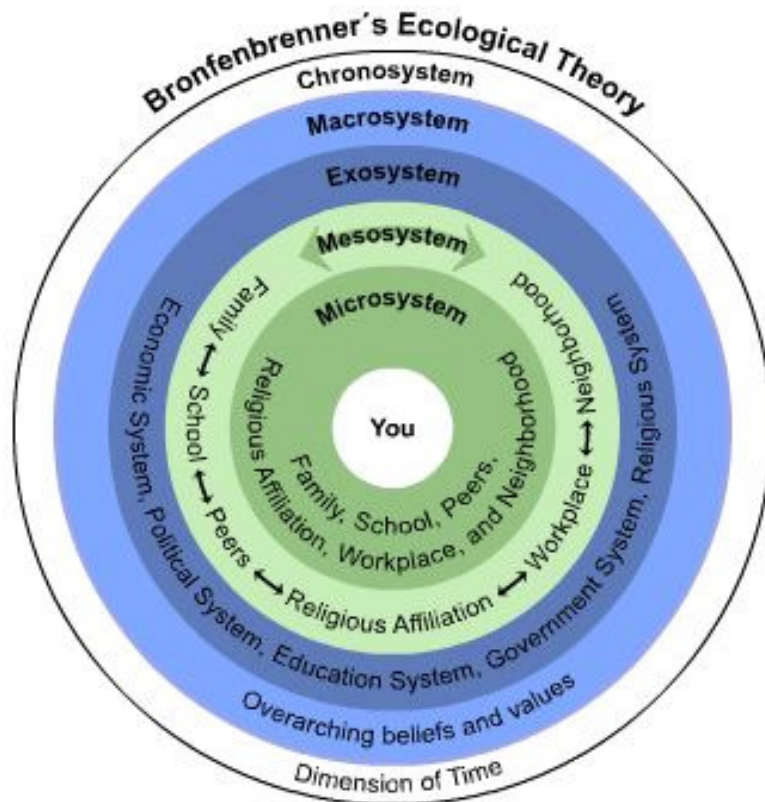 Bronfenbrenner´s Ecological Theory
Chronosystem
Macrosystem
Exosystem
Mesosystem
Microsystem
You
Family, School, Peers,
Religious Affiliation, Workplace, and Neighborhood
Family ↔ School ↔ Peers ↔ Religious Affiliation ↔ Workplace ↔ Neighborhood
Economic System, Political System, Education System, Government System, Religious System
Overarching beliefs and values
Dimension of Time